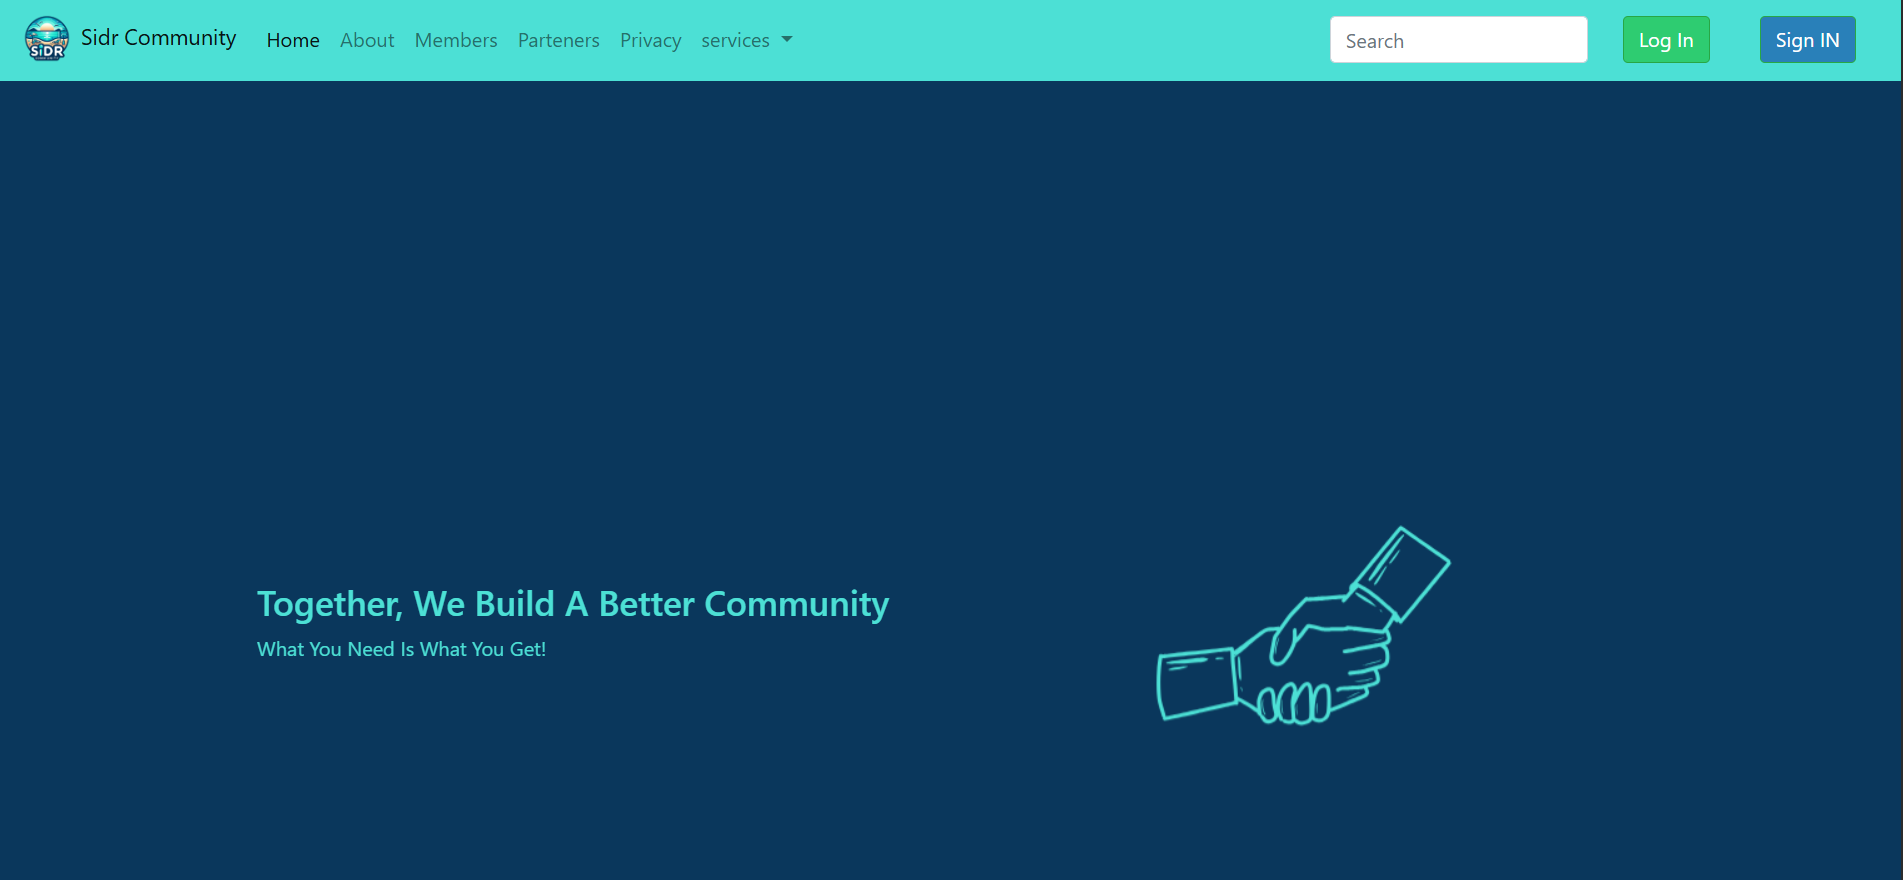 SiDR
Sidr Community Home About Members Parteners Privacy services Search Log In Sign IN
Together, We Build A Better Community
What You Need Is What You Get!